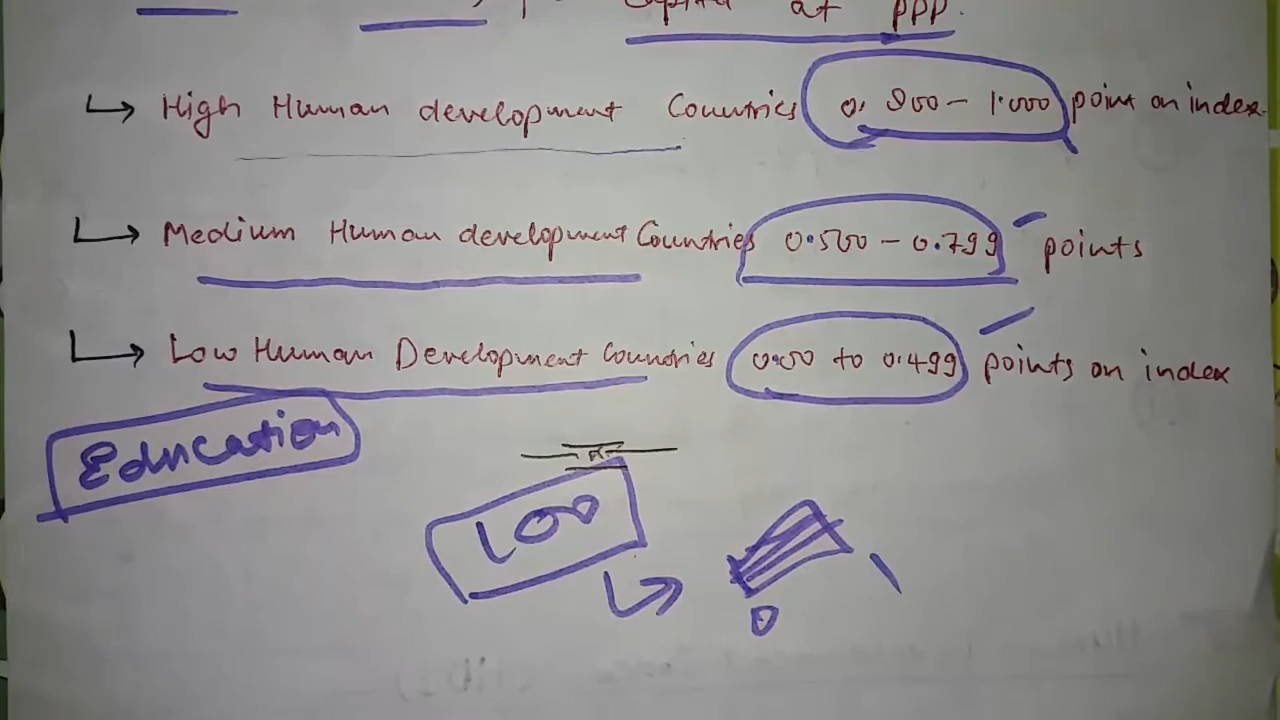 capita at ppp.
↳ High Human development Countries 0.800 - 1.000 point on index.
↳ Medium Human development Countries 0.500 - 0.799 points
↳ Low Human Development Countries 0.00 to 0.499 points on index
Education
100
0